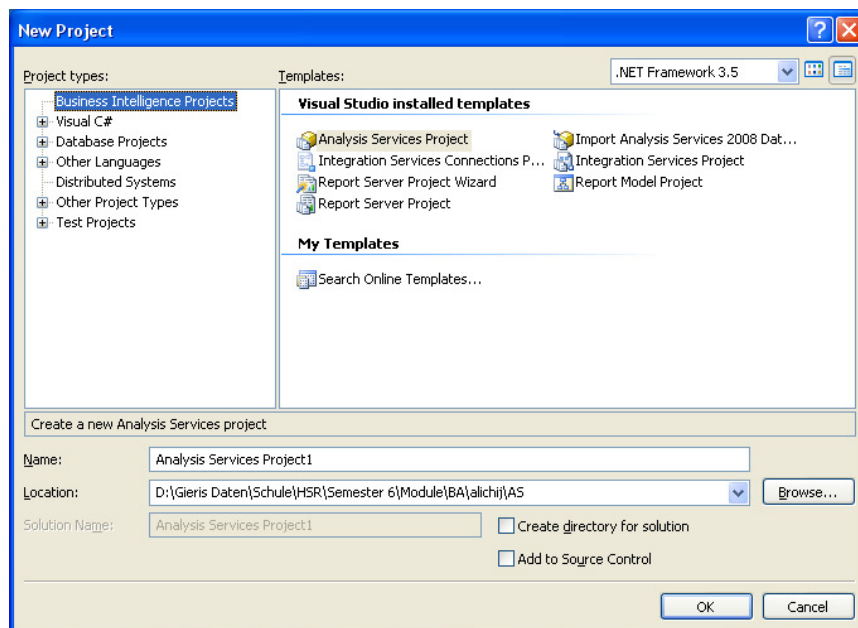 New Project
Project types:
Templates:
.NET Framework 3.5
Business Intelligence Projects
Visual C#
Database Projects
Other Languages
Distributed Systems
Other Project Types
Test Projects
Visual Studio installed templates
Analysis Services Project
Import Analysis Services 2008 Dat...
Integration Services Connections P...
Integration Services Project
Report Server Project Wizard
Report Model Project
Report Server Project
My Templates
Search Online Templates...
Create a new Analysis Services project
Name:
Analysis Services Project1
Location:
D:\Gieris Daten\Schule\HSR\Semester 6\Module\BA\alichij\AS
Browse...
Solution Name:
Analysis Services Project1
Create directory for solution
Add to Source Control
OK
Cancel